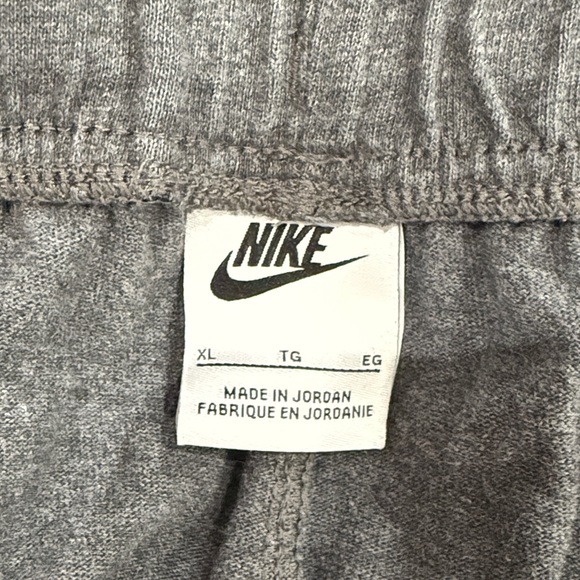 NIKE
XL TG EG
MADE IN JORDAN
FABRIQUE EN JORDANIE